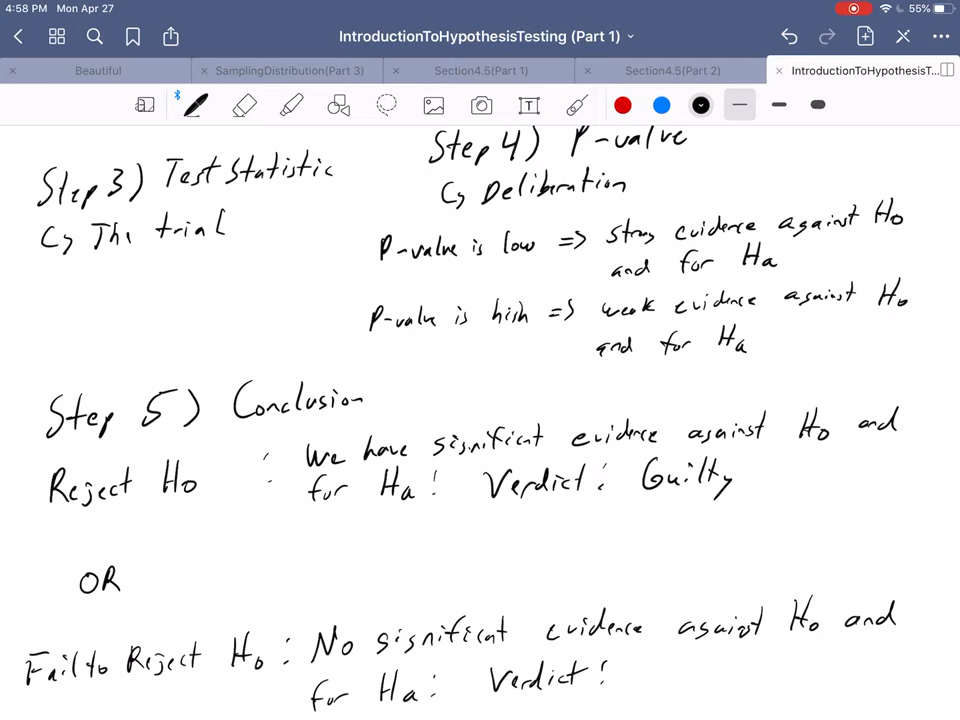 4:58 PM Mon Apr 27
55%
IntroductionToHypothesisTesting (Part 1)
Beautiful
SamplingDistribution(Part 3)
Section4.5(Part 1)
Section4.5(Part 2)
IntroductionToHypothesisT...
Step 3) Test Statistic
↳ The trial
Step 4) P-value
↳ Deliberation
P-value is low => strong evidence against Ho
and for Ha
P-value is high => weak evidence against Ho
and for Ha
Step 5) Conclusion
Reject Ho : We have significant evidence against Ho and
for Ha! Verdict: Guilty
OR
Fail to Reject Ho : No significant evidence against Ho and
for Ha: Verdict: